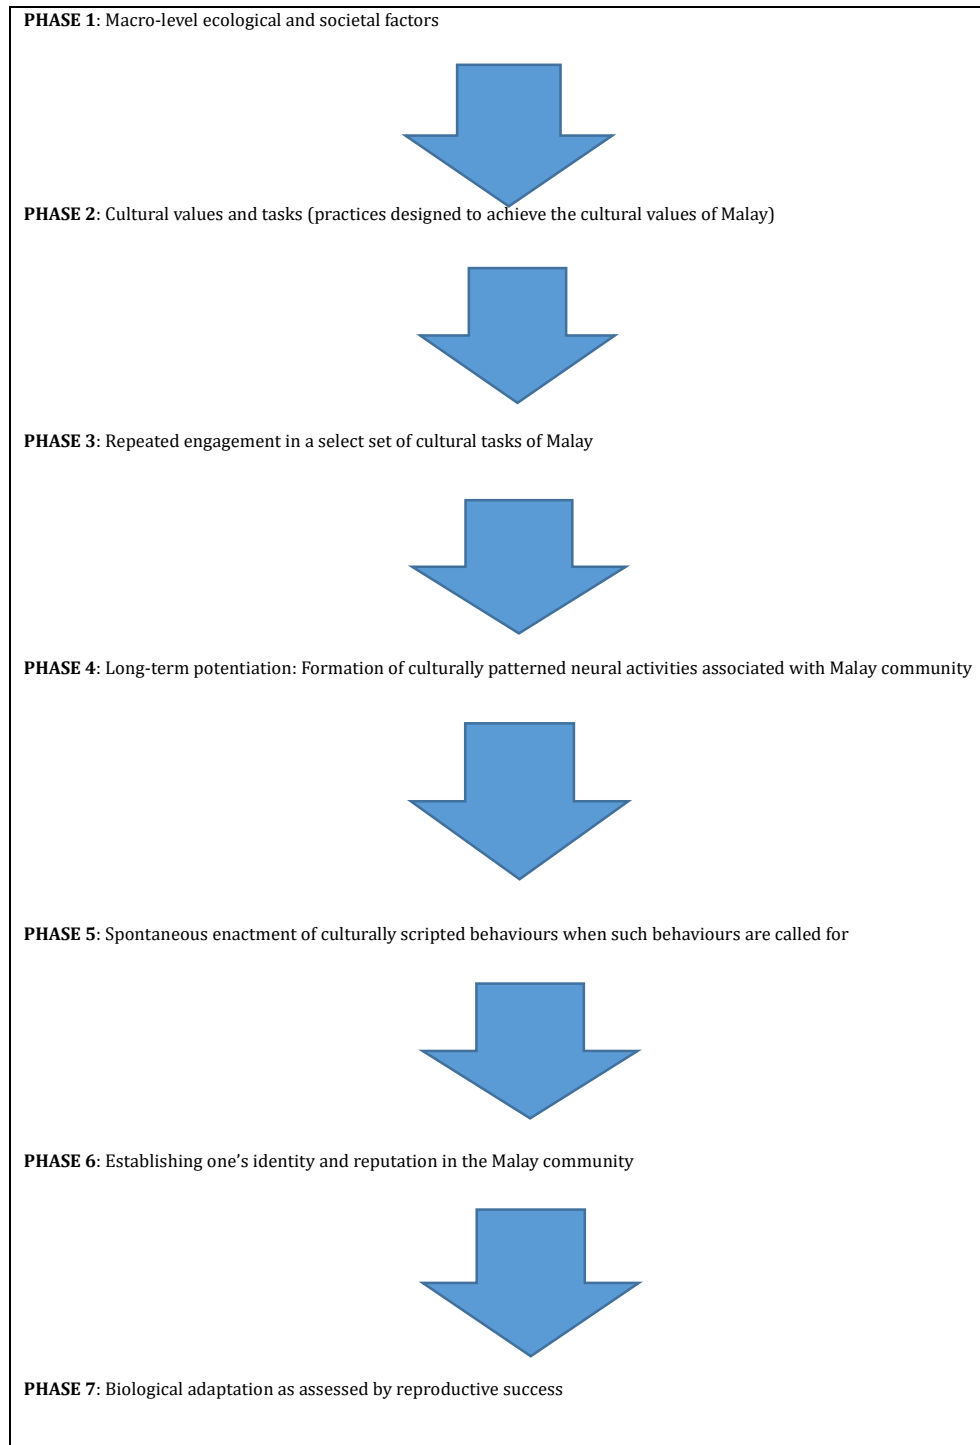 PHASE 1: Macro-level ecological and societal factors
PHASE 2: Cultural values and tasks (practices designed to achieve the cultural values of Malay)
PHASE 3: Repeated engagement in a select set of cultural tasks of Malay
PHASE 4: Long-term potentiation: Formation of culturally patterned neural activities associated with Malay community
PHASE 5: Spontaneous enactment of culturally scripted behaviours when such behaviours are called for
PHASE 6: Establishing one’s identity and reputation in the Malay community
PHASE 7: Biological adaptation as assessed by reproductive success